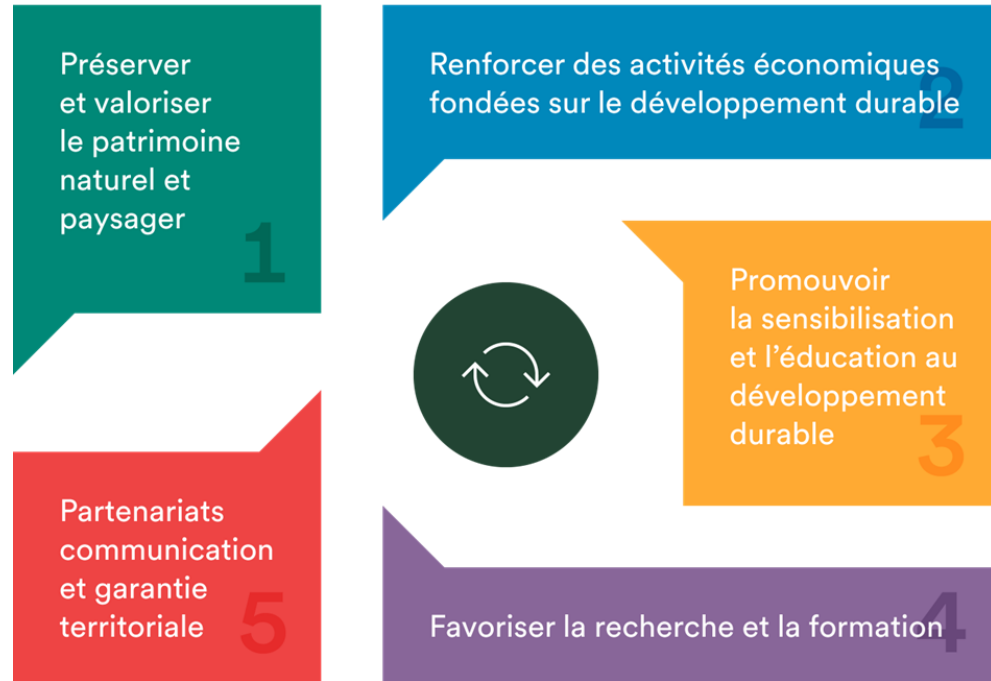 Préserver
et valoriser
le patrimoine
naturel et
paysager
1
Renforcer des activités économiques
fondées sur le développement durable
2
Promouvoir
la sensibilisation
et l’éducation au
développement
durable
3
Favoriser la recherche et la formation
4
Partenariats
communication
et garantie
territoriale
5